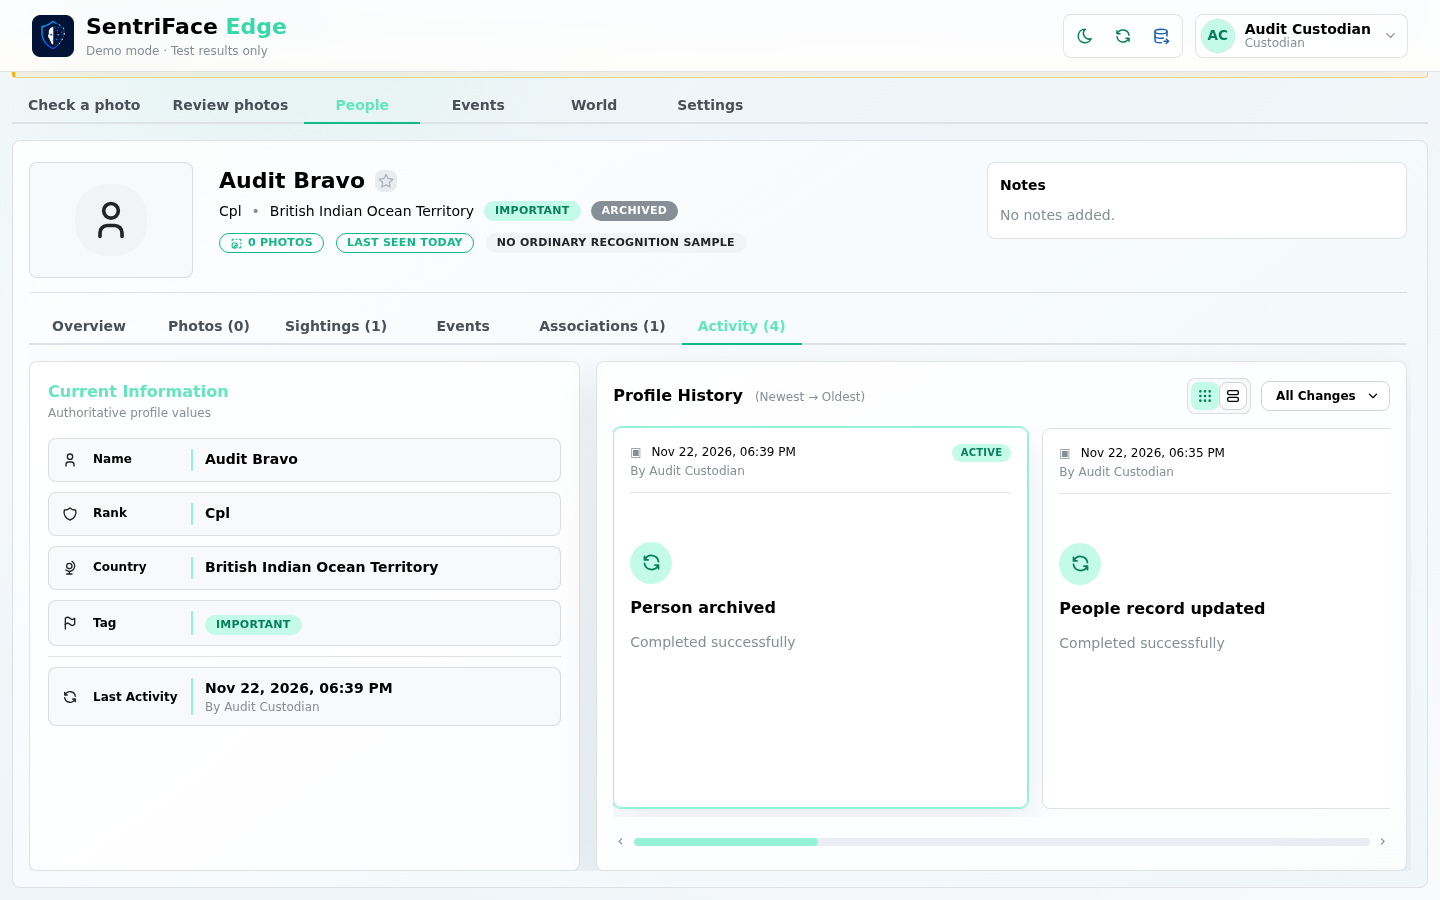 SentriFace Edge
Demo mode · Test results only
AC
Audit Custodian
Custodian
Check a photo
Review photos
People
Events
World
Settings
Audit Bravo
Cpl • British Indian Ocean Territory IMPORTANT ARCHIVED
0 PHOTOS LAST SEEN TODAY NO ORDINARY RECOGNITION SAMPLE
Notes
No notes added.
Overview
Photos (0)
Sightings (1)
Events
Associations (1)
Activity (4)
Current Information
Authoritative profile values
Name Audit Bravo
Rank Cpl
Country British Indian Ocean Territory
Tag IMPORTANT
Last Activity Nov 22, 2026, 06:39 PM
By Audit Custodian
Profile History (Newest → Oldest)
All Changes
Nov 22, 2026, 06:39 PM ACTIVE
By Audit Custodian
Person archived
Completed successfully
Nov 22, 2026, 06:35 PM
By Audit Custodian
People record updated
Completed successfully